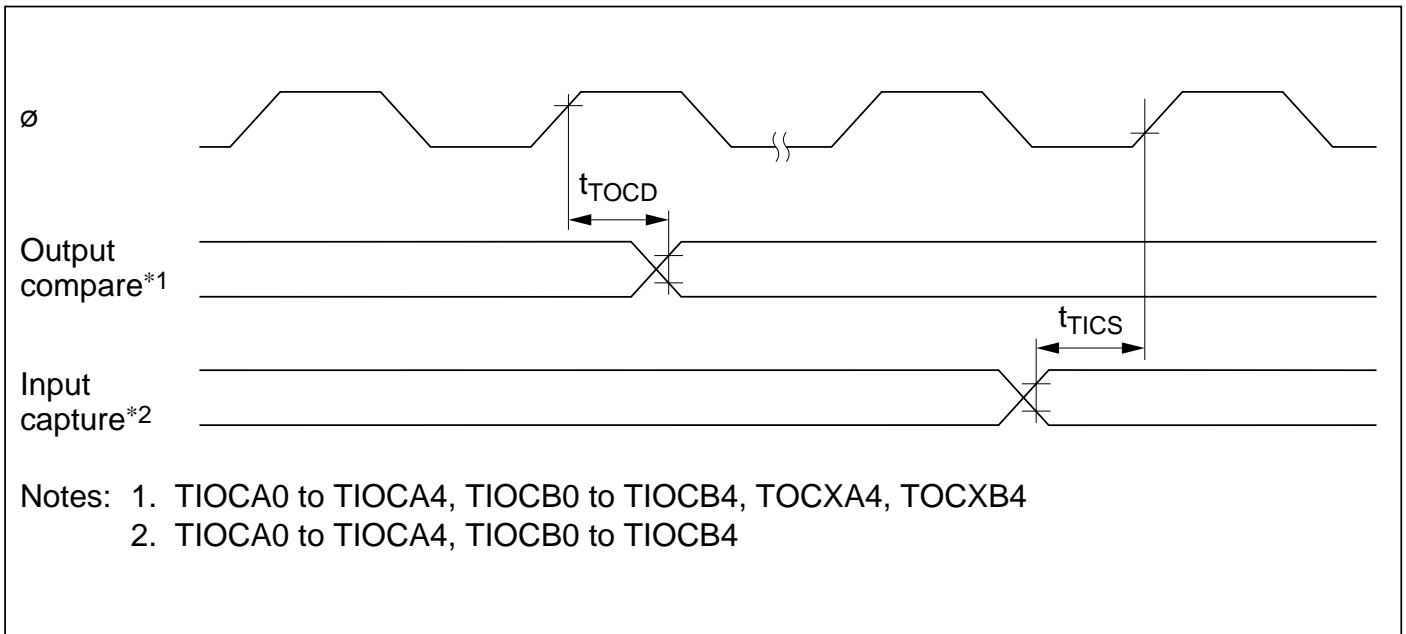 ø
tTOCD
Output
compare*1
tTICS
Input
capture*2
Notes: 1. TIOCA0 to TIOCA4, TIOCB0 to TIOCB4, TOCXA4, TOCXB4
2. TIOCA0 to TIOCA4, TIOCB0 to TIOCB4